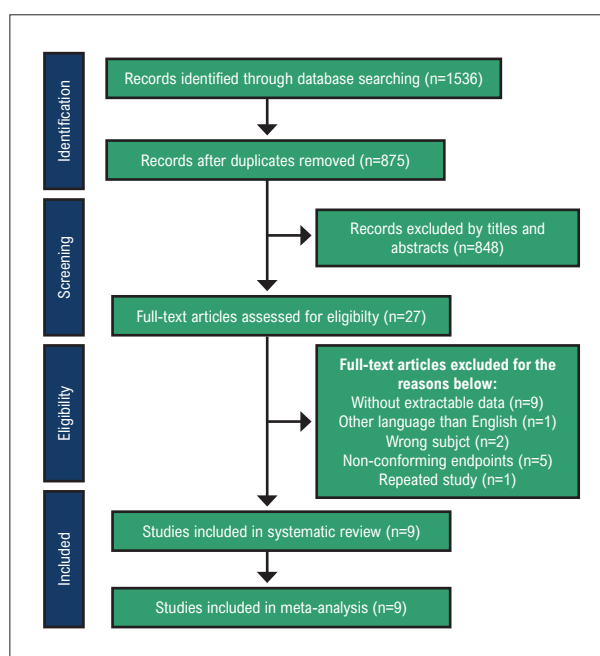 Identification
Records identified through database searching (n=1536)
Records after duplicates removed (n=875)
Screening
Records excluded by titles and
abstracts (n=848)
Full-text articles assessed for eligibilty (n=27)
Eligibility
Full-text articles excluded for the
reasons below:
Without extractable data (n=9)
Other language than English (n=1)
Wrong subjct (n=2)
Non-conforming endpoints (n=5)
Repeated study (n=1)
Included
Studies included in systematic review (n=9)
Studies included in meta-analysis (n=9)